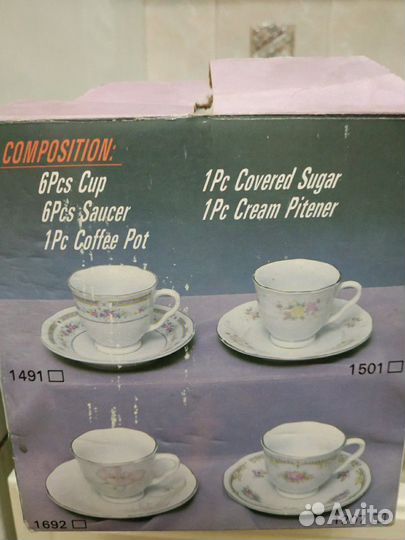 COMPOSITION:
6Pcs Cup
6Pcs Saucer
1Pc Coffee Pot
1Pc Covered Sugar
1Pc Cream Pitener
1491
1501
1692
Avito